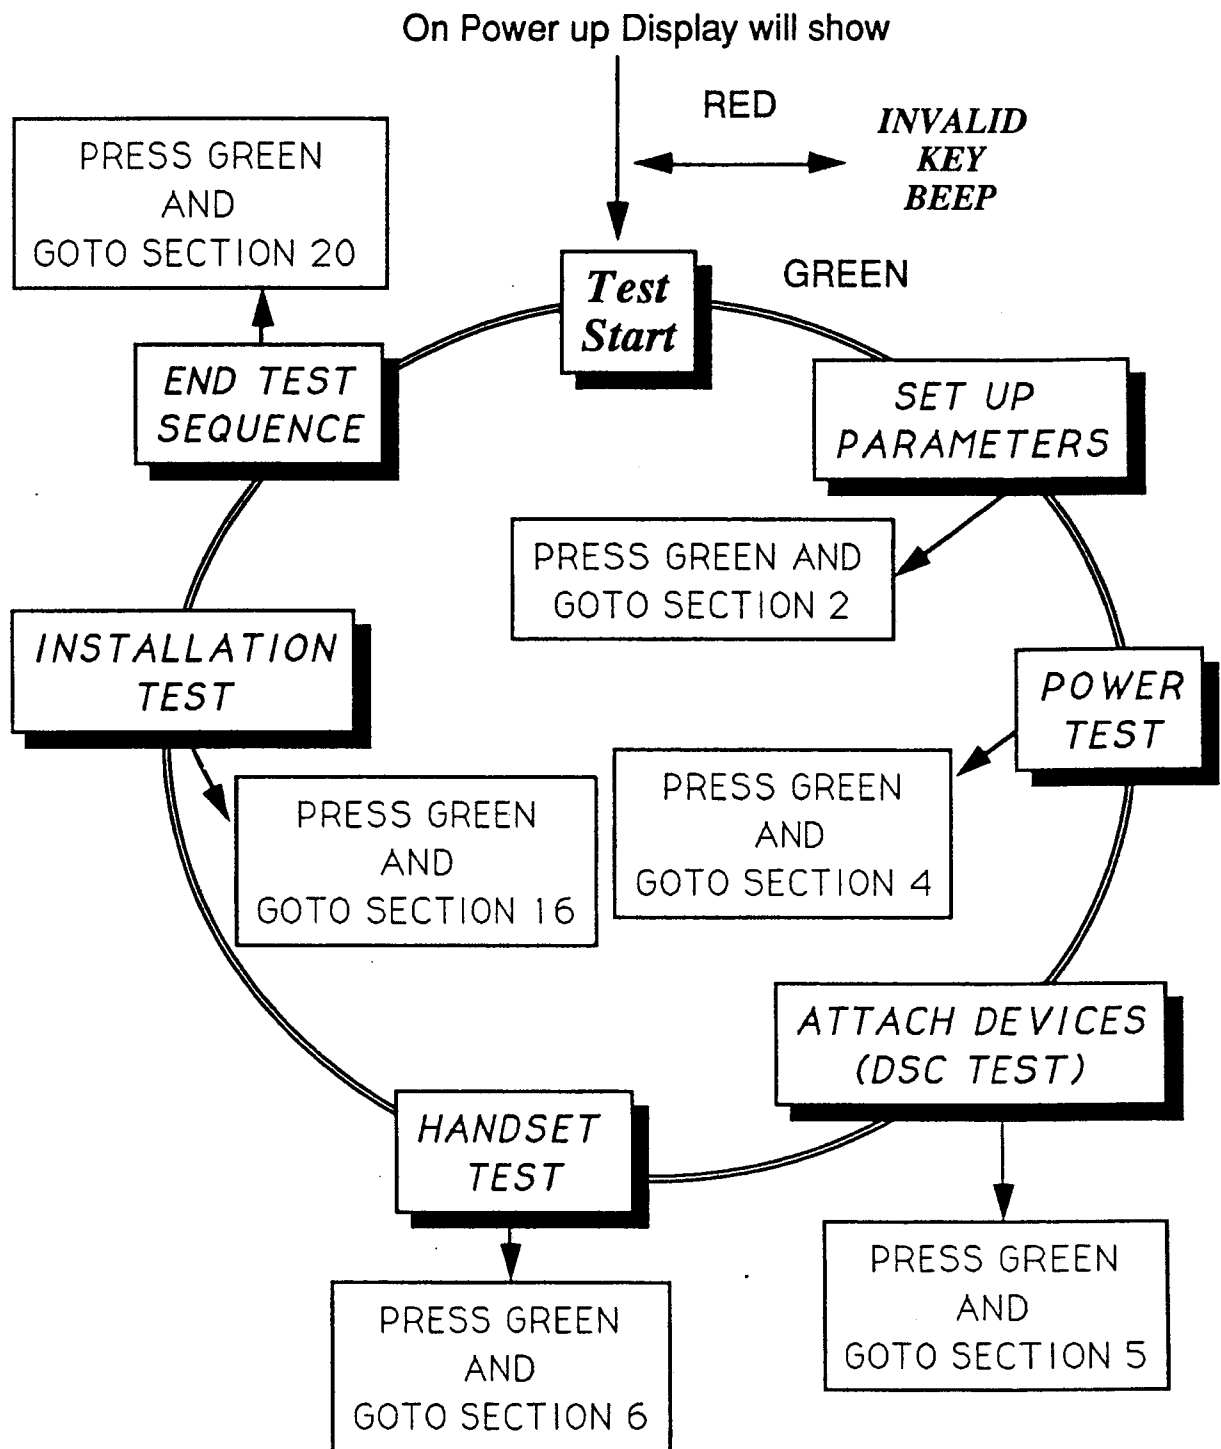 On Power up Display will show
RED
INVALID
KEY
BEEP
PRESS GREEN
AND
GOTO SECTION 20
Test
Start
GREEN
END TEST
SEQUENCE
SET UP
PARAMETERS
PRESS GREEN AND
GOTO SECTION 2
INSTALLATION
TEST
POWER
TEST
PRESS GREEN
AND
GOTO SECTION 16
PRESS GREEN
AND
GOTO SECTION 4
ATTACH DEVICES
(DSC TEST)
HANDSET
TEST
PRESS GREEN
AND
GOTO SECTION 5
PRESS GREEN
AND
GOTO SECTION 6